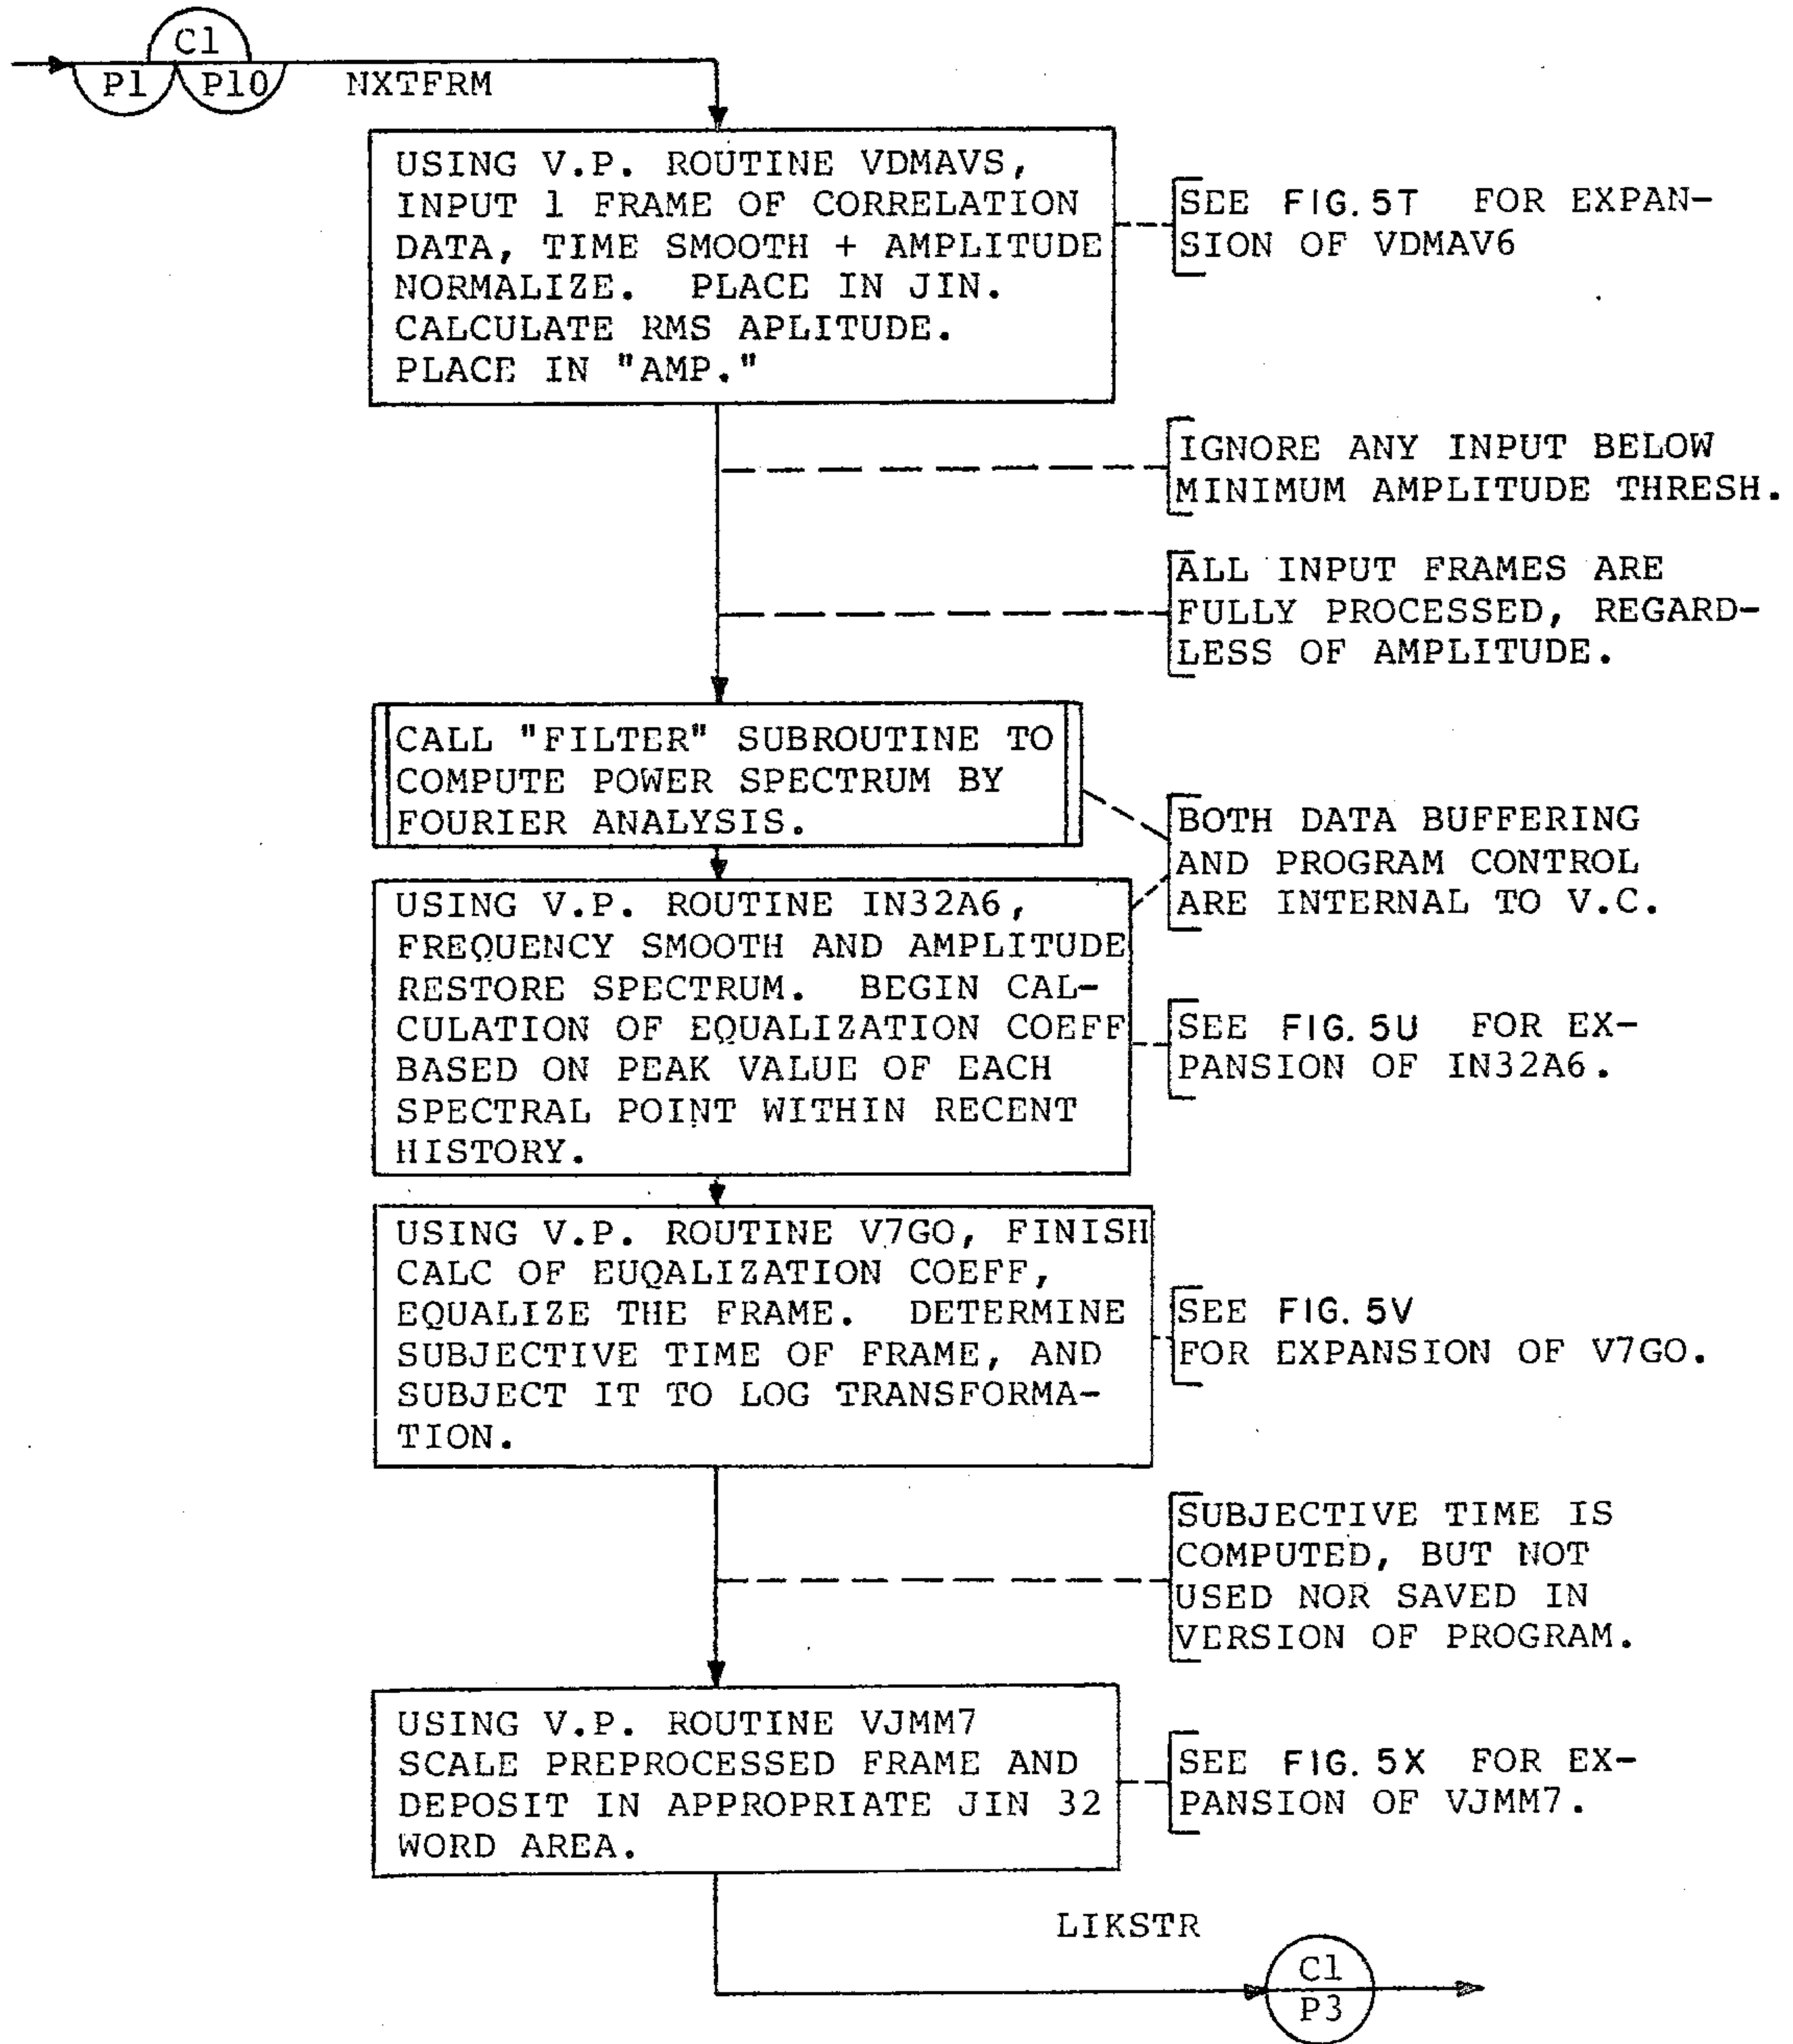 C1
P1 P10 NXTFRM
USING V.P. ROUTINE VDMAVS,
INPUT 1 FRAME OF CORRELATION
DATA, TIME SMOOTH + AMPLITUDE
NORMALIZE. PLACE IN JIN.
CALCULATE RMS APLITUDE.
PLACE IN "AMP."
SEE FIG. 5T FOR EXPAN-
SION OF VDMAV6
IGNORE ANY INPUT BELOW
MINIMUM AMPLITUDE THRESH.
ALL INPUT FRAMES ARE
FULLY PROCESSED, REGARD-
LESS OF AMPLITUDE.
CALL "FILTER" SUBROUTINE TO
COMPUTE POWER SPECTRUM BY
FOURIER ANALYSIS.
BOTH DATA BUFFERING
AND PROGRAM CONTROL
ARE INTERNAL TO V.C.
USING V.P. ROUTINE IN32A6,
FREQUENCY SMOOTH AND AMPLITUDE
RESTORE SPECTRUM. BEGIN CAL-
CULATION OF EQUALIZATION COEFF
BASED ON PEAK VALUE OF EACH
SPECTRAL POINT WITHIN RECENT
HISTORY.
SEE FIG. 5U FOR EX-
PANSION OF IN32A6.
USING V.P. ROUTINE V7GO, FINISH
CALC OF EUQALIZATION COEFF,
EQUALIZE THE FRAME. DETERMINE
SUBJECTIVE TIME OF FRAME, AND
SUBJECT IT TO LOG TRANSFORMA-
TION.
SEE FIG. 5V
FOR EXPANSION OF V7GO.
SUBJECTIVE TIME IS
COMPUTED, BUT NOT
USED NOR SAVED IN
VERSION OF PROGRAM.
USING V.P. ROUTINE VJMM7
SCALE PREPROCESSED FRAME AND
DEPOSIT IN APPROPRIATE JIN 32
WORD AREA.
SEE FIG. 5X FOR EX-
PANSION OF VJMM7.
LIKSTR
C1
P3